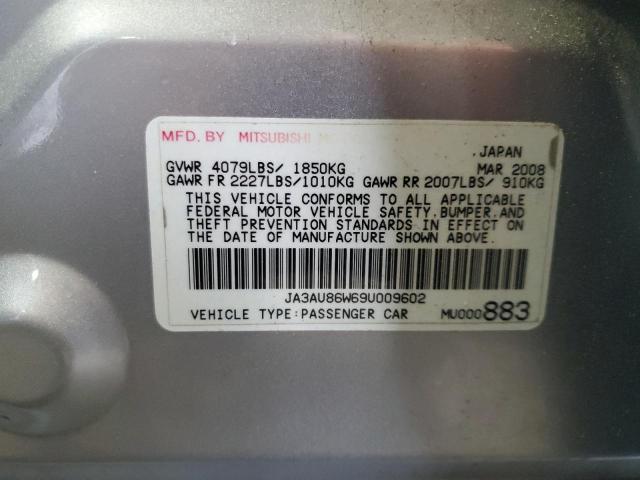 MFD. BY MITSUBISHI
JAPAN
GVWR 4079LBS/ 1850KG MAR 2008
GAWR FR 2227LBS/1010KG GAWR RR 2007LBS/ 910KG
THIS VEHICLE CONFORMS TO ALL APPLICABLE
FEDERAL MOTOR VEHICLE SAFETY, BUMPER, AND
THEFT PREVENTION STANDARDS IN EFFECT ON
THE DATE OF MANUFACTURE SHOWN ABOVE.
JA3AU86W69U009602
VEHICLE TYPE:PASSENGER CAR MU000883